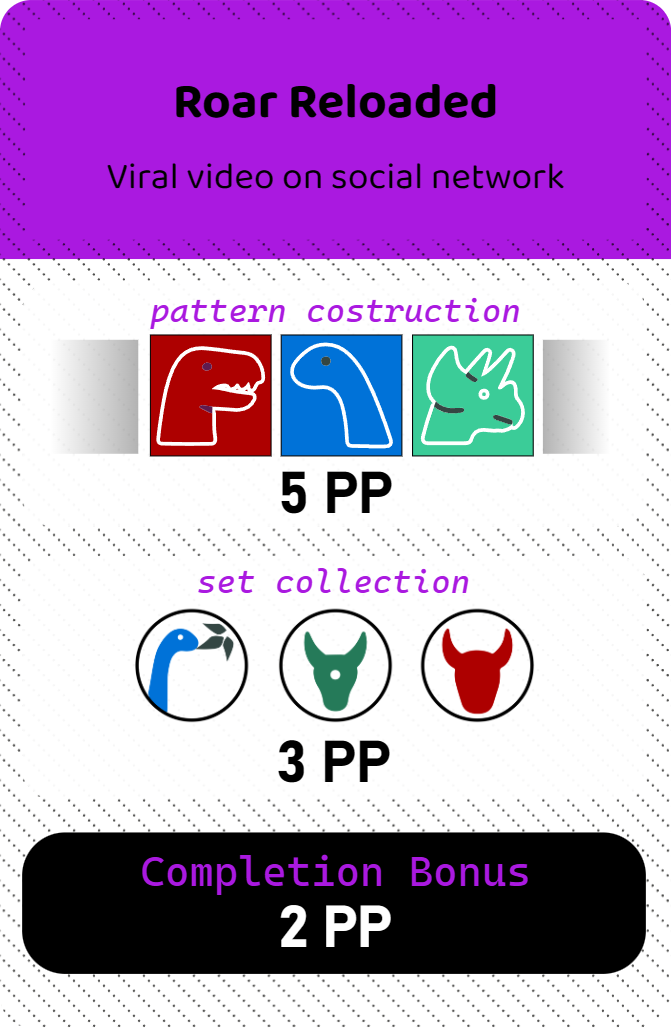 Roar Reloaded
Viral video on social network
pattern costruction
5 PP
set collection
3 PP
Completion Bonus
2 PP